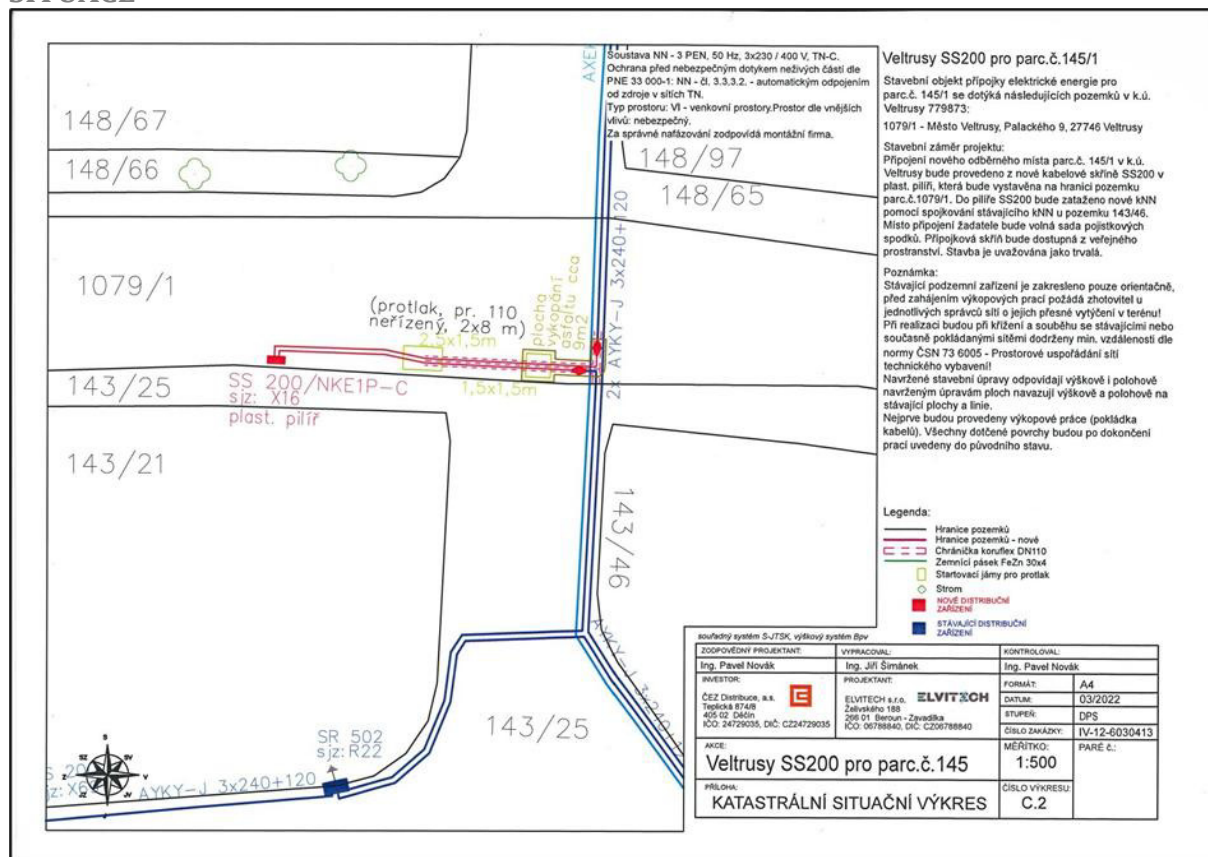 SITUACE
AXEK
Soustava NN - 3 PEN, 50 Hz, 3x230 / 400 V, TN-C.
Ochrana před nebezpečným dotykem neživých částí dle
PNE 33 000-1: NN - čl. 3.3.3.2. - automatickým odpojením
od zdroje v sítích TN.
Typ prostoru: VI - venkovní prostory.Prostor dle vnějších
vlivů: nebezpečný.
Za správné nafázování zodpovídá montážní firma.
148/67
148/66
148/97
148/65
1079/1
(protlak, pr. 110
neřízený, 2x8 m)
2,5x1,5m
plocha
vykopání
asfaltu cca
9m2
2x AYKY-J 3x240+120
143/25
SS 200/NKE1P-C
sjz: X16
plast. pilíř
1,5x1,5m
143/21
143/46
AYKY-J 3x240+1
143/25
SR 502
sjz: R22
AYKY-J 3x240+120
S
SZ
SV
Z
V
JZ
JV
J
Veltrusy SS200 pro parc.č.145/1
Stavební objekt přípojky elektrické energie pro
parc.č. 145/1 se dotýká následujících pozemků v k.ú.
Veltrusy 779873:
1079/1 - Město Veltrusy, Palackého 9, 27746 Veltrusy
Stavební záměr projektu:
Připojení nového odběrného místa parc.č. 145/1 v k.ú.
Veltrusy bude provedeno z nové kabelové skříně SS200 v
plast. pilíři, která bude vystavěna na hranici pozemku
parc.č.1079/1. Do pilíře SS200 bude zataženo nové kNN
pomocí spojkování stávajícího kNN u pozemku 143/46.
Místo připojení žadatele bude volná sada pojistkových
spodků. Přípojková skříň bude dostupná z veřejného
prostranství. Stavba je uvažována jako trvalá.
Poznámka:
Stávající podzemní zařízení je zakresleno pouze orientačně,
před zahájením výkopových prací požádá zhotovitel u
jednotlivých správců sítí o jejich přesné vytýčení v terénu!
Při realizaci budou při křížení a souběhu se stávajícími nebo
současně pokládanými sítěmi dodrženy min. vzdálenosti dle
normy ČSN 73 6005 - Prostorové uspořádání sítí
technického vybavení!
Navržené stavební úpravy odpovídají výškově i polohově
navrženým úpravám ploch navazují výškově a polohově na
stávající plochy a linie.
Nejprve budou provedeny výkopové práce (pokládka
kabelů). Všechny dotčené povrchy budou po dokončení
prací uvedeny do původního stavu.
Legenda:
Hranice pozemků
Hranice pozemků - nové
Chránička koruflex DN110
Zemnící pásek FeZn 30x4
Startovací jámy pro protlak
Strom
NOVÉ DISTRIBUČNÍ
ZAŘÍZENÍ
STÁVAJÍCÍ DISTRIBUČNÍ
ZAŘÍZENÍ
souřadný systém S-JTSK, výškový systém Bpv
ZODPOVĚDNÝ PROJEKTANT:
Ing. Pavel Novák
VYPRACOVAL:
Ing. Jiří Šimánek
KONTROLOVAL:
Ing. Pavel Novák
INVESTOR:
ČEZ Distribuce, a.s.
Teplická 874/8
405 02 Děčín
IČO: 24729035, DIČ: CZ24729035
PROJEKTANT:
ELVITECH s.r.o.
Želivského 188
266 01 Beroun - Zavadilka
IČO: 06788840, DIČ: CZ06788840
ELVITECH
FORMÁT: A4
DATUM: 03/2022
STUPEŇ: DPS
ČÍSLO ZAKÁZKY: IV-12-6030413
AKCE:
Veltrusy SS200 pro parc.č.145
MĚŘÍTKO:
1:500
PARÉ č.:
PŘÍLOHA:
KATASTRÁLNÍ SITUAČNÍ VÝKRES
ČÍSLO VÝKRESU:
C.2